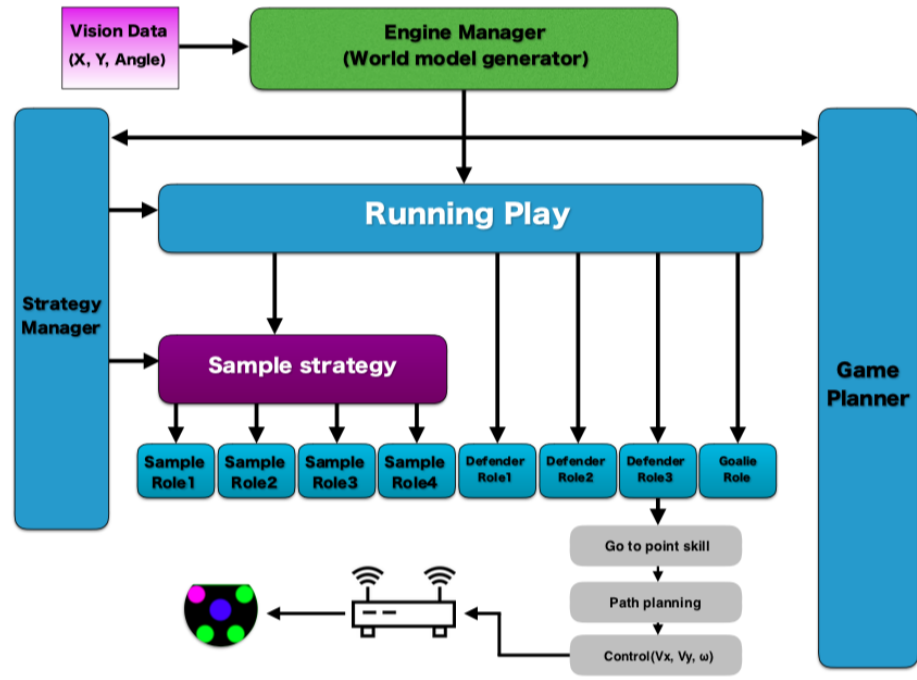 Vision Data
(X, Y, Angle)
Engine Manager
(World model generator)
Running Play
Strategy
Manager
Sample strategy
Game
Planner
Sample
Role1
Sample
Role2
Sample
Role3
Sample
Role4
Defender
Role1
Defender
Role2
Defender
Role3
Goalie
Role
Go to point skill
Path planning
Control(Vx, Vy, ω)